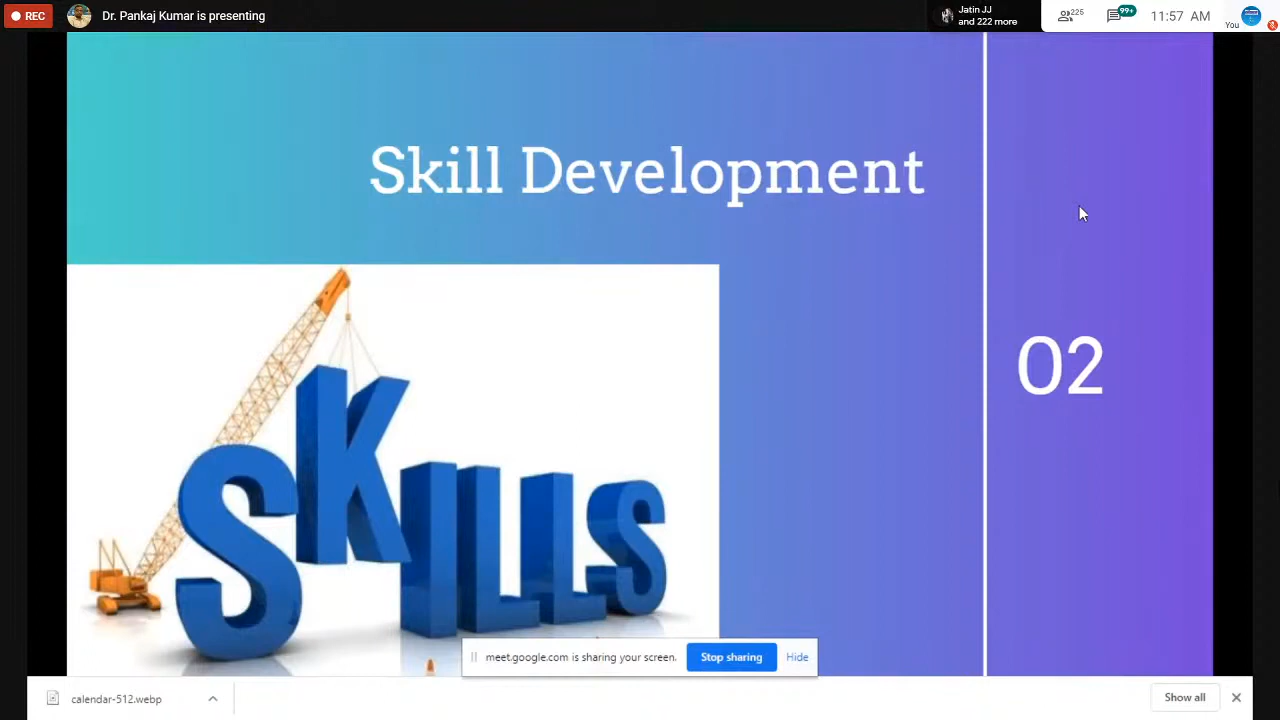 REC
Dr. Pankaj Kumar is presenting
Jatin JJ
and 222 more
225
99+
11:57 AM
You
Skill Development
02
SKILLS
meet.google.com is sharing your screen.
Stop sharing
Hide
calendar-512.webp
Show all